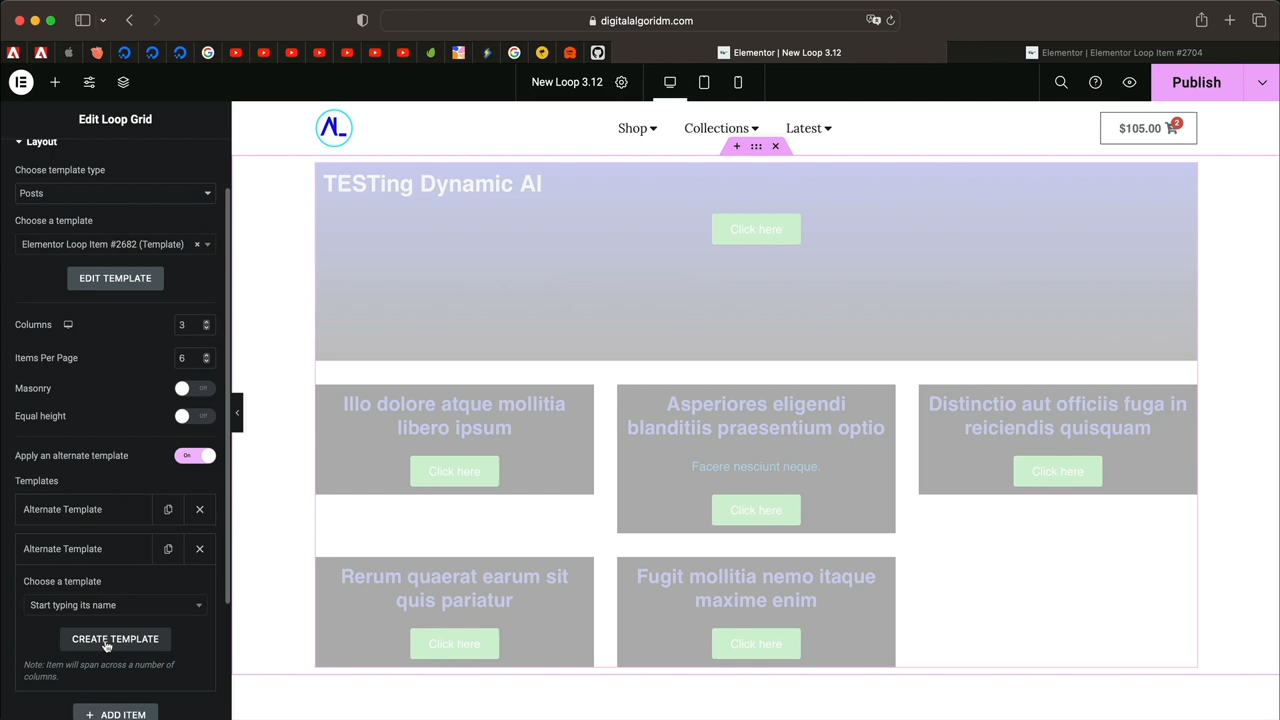 digitalalgoridm.com
Elementor | New Loop 3.12
Elementor | Elementor Loop Item #2704
New Loop 3.12
Publish
Edit Loop Grid
Layout
Choose template type
Posts
Choose a template
Elementor Loop Item #2682 (Template)
EDIT TEMPLATE
Columns
3
Items Per Page
6
Masonry
Off
Equal height
Off
Apply an alternate template
On
Templates
Alternate Template
Alternate Template
Choose a template
Start typing its name
CREATE TEMPLATE
Note: Item will span across a number of
columns.
+ ADD ITEM
AL
Shop
Collections
Latest
$105.00
2
TESTing Dynamic AI
Click here
Illo dolore atque mollitia
libero ipsum
Click here
Asperiores eligendi
blanditiis praesentium optio
Facere nesciunt neque.
Click here
Distinctio aut officiis fuga in
reiciendis quisquam
Click here
Rerum quaerat earum sit
quis pariatur
Click here
Fugit mollitia nemo itaque
maxime enim
Click here